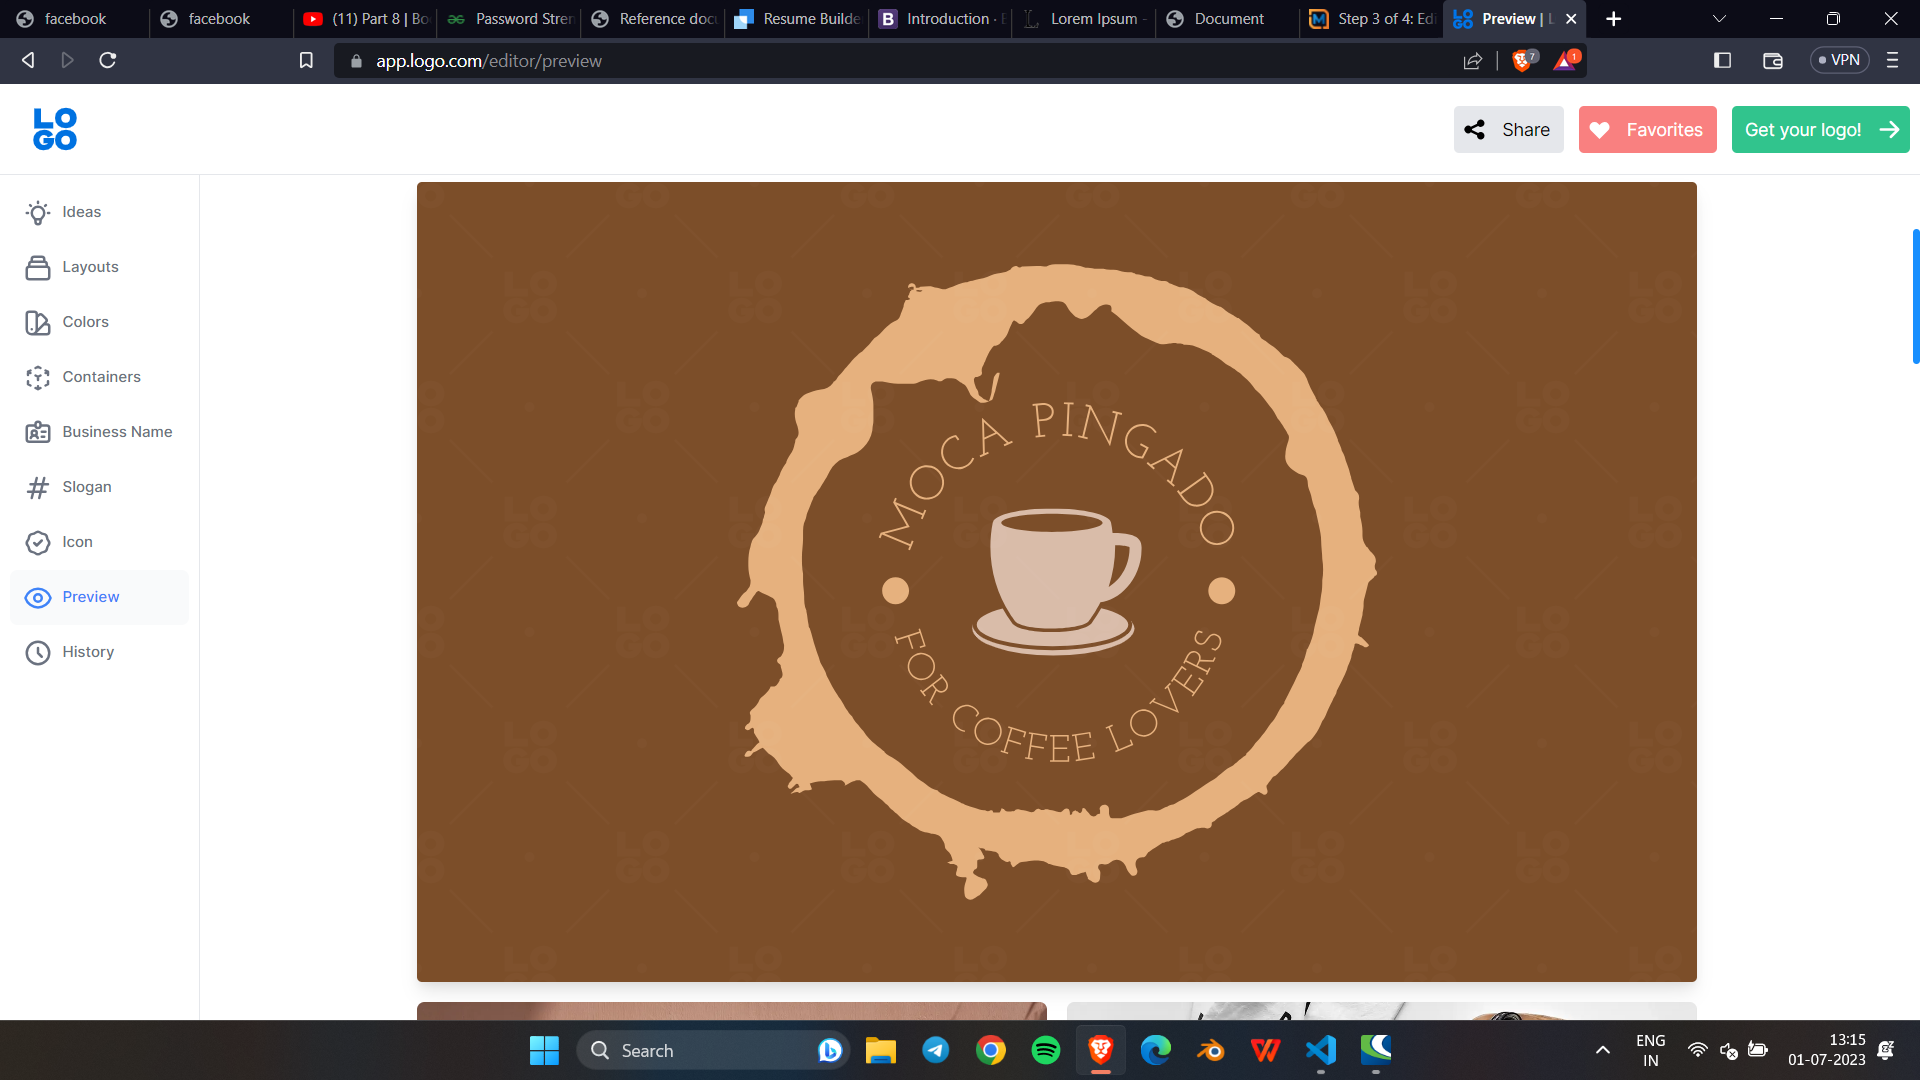 facebook
facebook
(11) Part 8 | Bo
Password Stren
Reference docu
Resume Builde
Introduction ·
Lorem Ipsum -
Document
Step 3 of 4: Edi
Preview | L
app.logo.com/editor/preview
7
1
VPN
LO
GO
Share
Favorites
Get your logo!
Ideas
Layouts
Colors
Containers
Business Name
Slogan
Icon
Preview
History
MOCA PINGADO
FOR COFFEE LOVERS
Search
ENG
IN
13:15
01-07-2023